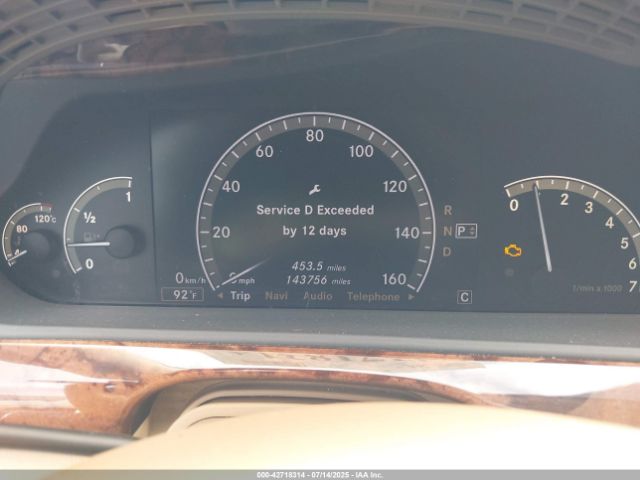 120°C
80
1
½
0
0 km/h
92°F
0
20
40
60
80
100
120
140
160
mph
Service D Exceeded
by 12 days
453.5 miles
143756 miles
◄ Trip Navi Audio Telephone ►
R
N P
D
C
0 1 2 3 4 5 6 7
1/min x 1000
000-42718314 - 07/14/2025 - IAA Inc.